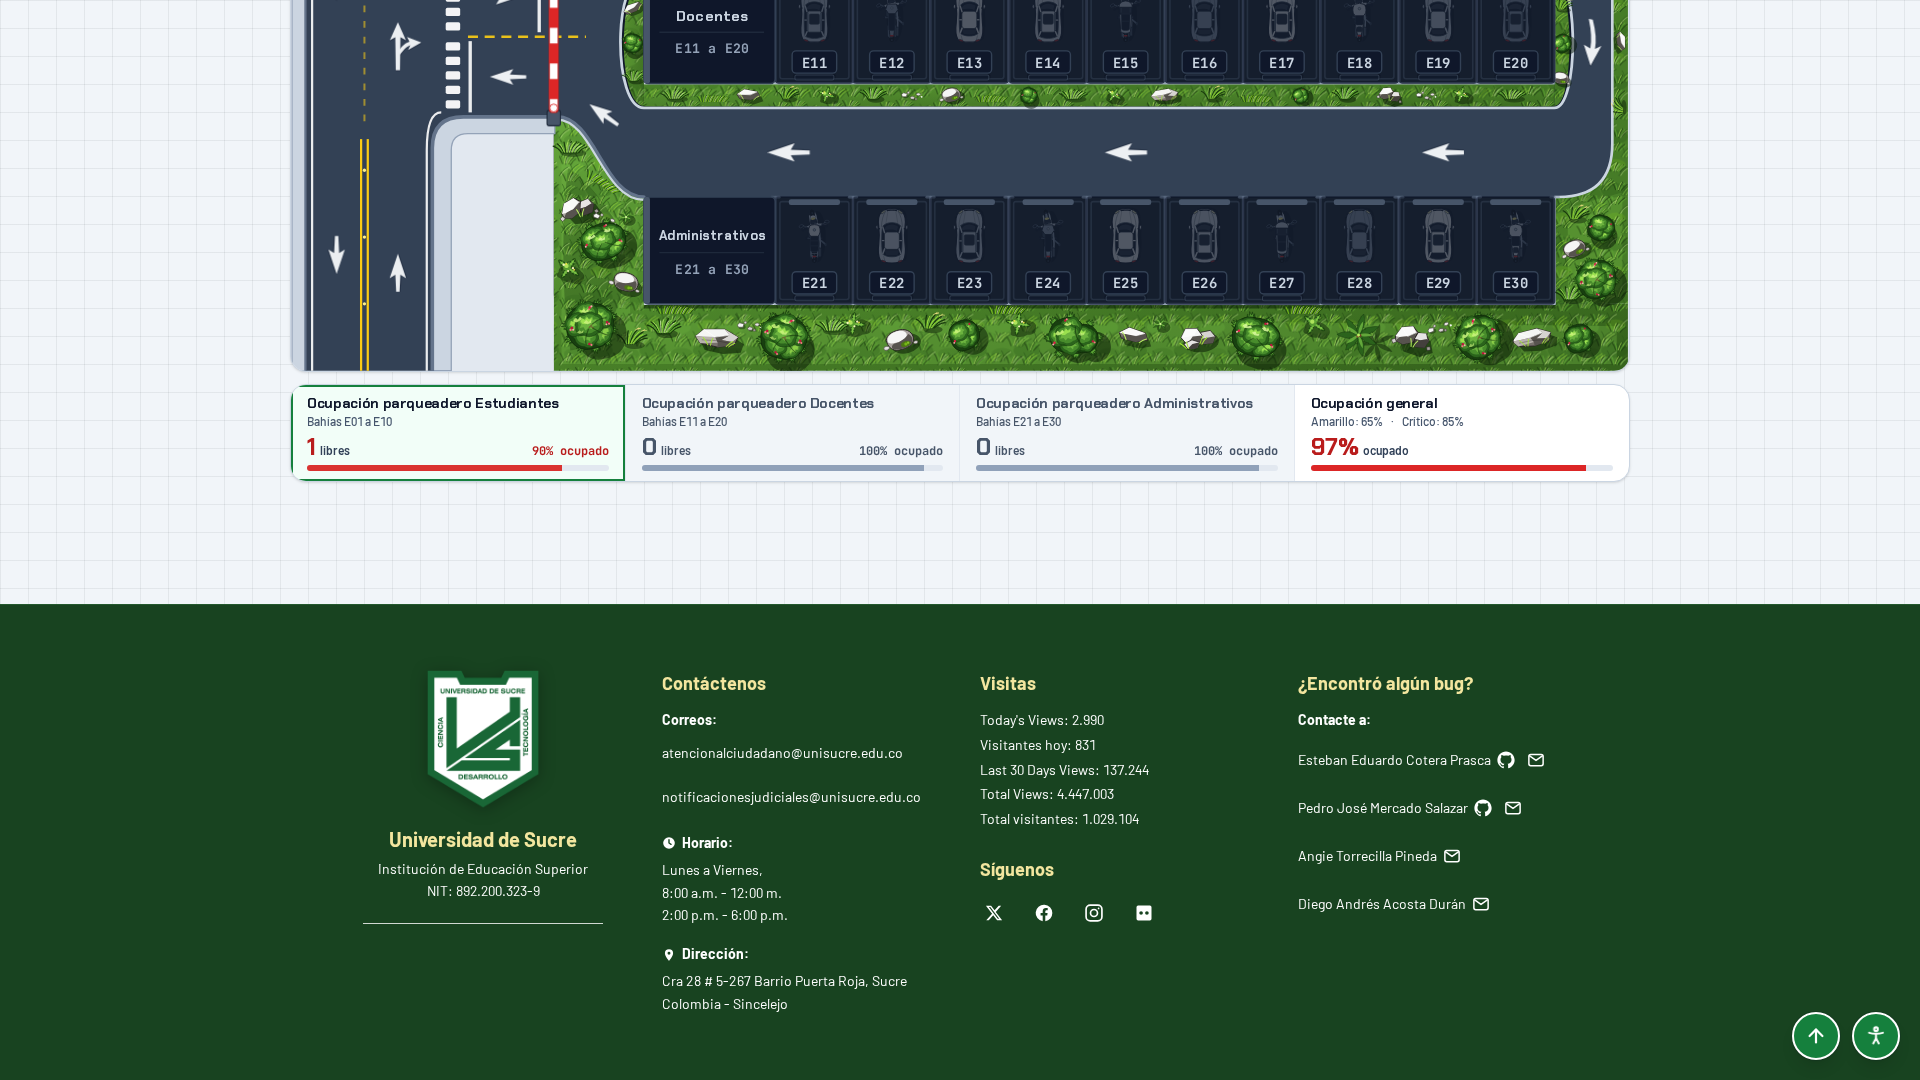 Docentes
E11 a E20
E11
E12
E13
E14
E15
E16
E17
E18
E19
E20
Administrativos
E21 a E30
E21
E22
E23
E24
E25
E26
E27
E28
E29
E30
Ocupación parqueadero Estudiantes
Bahías E01 a E10
1 libres
90% ocupado
Ocupación parqueadero Docentes
Bahías E11 a E20
0 libres
100% ocupado
Ocupación parqueadero Administrativos
Bahías E21 a E30
0 libres
100% ocupado
Ocupación general
Amarillo: 65% · Crítico: 85%
97% ocupado
UNIVERSIDAD DE SUCRE
CIENCIA
TECNOLOGÍA
DESARROLLO
Universidad de Sucre
Institución de Educación Superior
NIT: 892.200.323-9
Contáctenos
Correos:
atencionalciudadano@unisucre.edu.co
notificacionesjudiciales@unisucre.edu.co
Horario:
Lunes a Viernes,
8:00 a.m. - 12:00 m.
2:00 p.m. - 6:00 p.m.
Dirección:
Cra 28 # 5-267 Barrio Puerta Roja, Sucre
Colombia - Sincelejo
Visitas
Today's Views: 2.990
Visitantes hoy: 831
Last 30 Days Views: 137.244
Total Views: 4.447.003
Total visitantes: 1.029.104
Síguenos
¿Encontró algún bug?
Contacte a:
Esteban Eduardo Cotera Prasca
Pedro José Mercado Salazar
Angie Torrecilla Pineda
Diego Andrés Acosta Durán